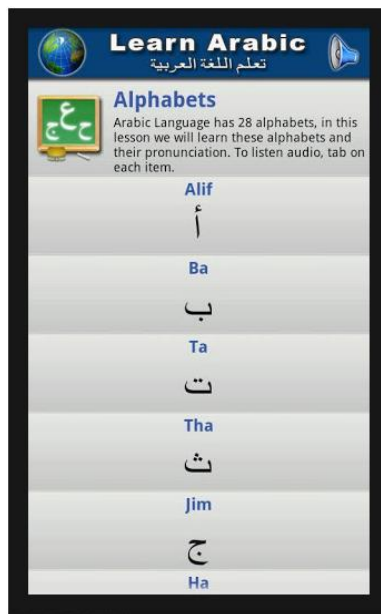 Learn Arabic
تعلم اللغة العربية
ع
ح ج
Alphabets
Arabic Language has 28 alphabets, in this
lesson we will learn these alphabets and
their pronunciation. To listen audio, tab on
each item.
Alif
أ
Ba
ب
Ta
ت
Tha
ث
Jim
ج
Ha